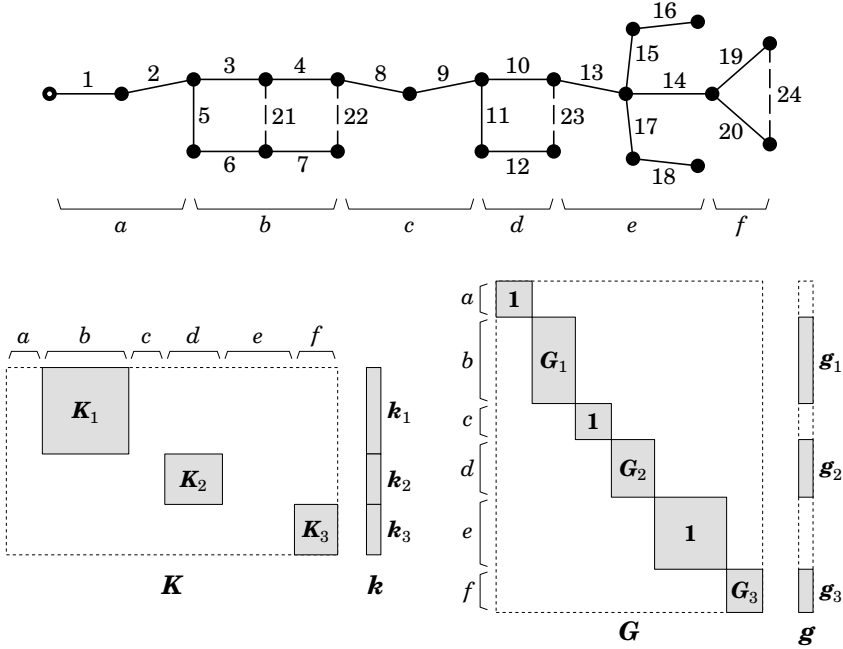 16
1 2 3 4 8 9 10 13 15 14 19
5 21 22 11 23 17 24
6 7 12 18 20
a b c d e f
a b c d e f
K1 k1
K2 k2
K3 k3
K k
a 1
b G1 g1
c 1
d G2 g2
e 1
f G3 g3
G g